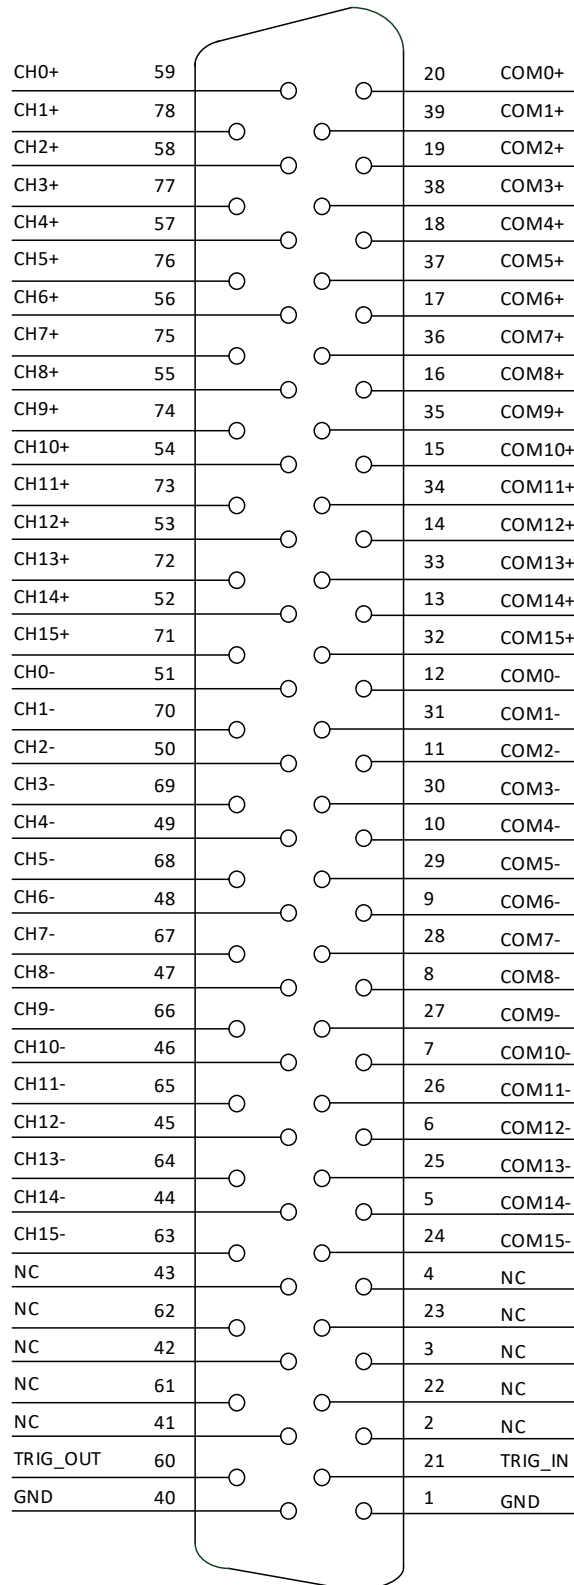 CH0+ 59 20 COM0+
CH1+ 78 39 COM1+
CH2+ 58 19 COM2+
CH3+ 77 38 COM3+
CH4+ 57 18 COM4+
CH5+ 76 37 COM5+
CH6+ 56 17 COM6+
CH7+ 75 36 COM7+
CH8+ 55 16 COM8+
CH9+ 74 35 COM9+
CH10+ 54 15 COM10+
CH11+ 73 34 COM11+
CH12+ 53 14 COM12+
CH13+ 72 33 COM13+
CH14+ 52 13 COM14+
CH15+ 71 32 COM15+
CH0- 51 12 COM0-
CH1- 70 31 COM1-
CH2- 50 11 COM2-
CH3- 69 30 COM3-
CH4- 49 10 COM4-
CH5- 68 29 COM5-
CH6- 48 9 COM6-
CH7- 67 28 COM7-
CH8- 47 8 COM8-
CH9- 66 27 COM9-
CH10- 46 7 COM10-
CH11- 65 26 COM11-
CH12- 45 6 COM12-
CH13- 64 25 COM13-
CH14- 44 5 COM14-
CH15- 63 24 COM15-
NC 43 4 NC
NC 62 23 NC
NC 42 3 NC
NC 61 22 NC
NC 41 2 NC
TRIG_OUT 60 21 TRIG_IN
GND 40 1 GND